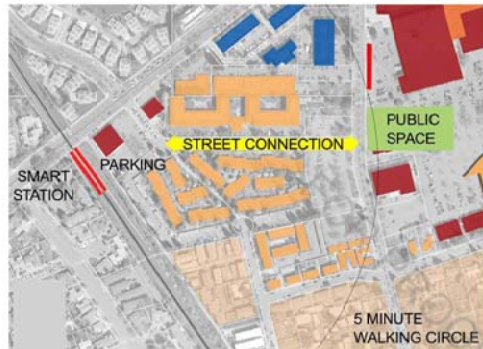 STREET CONNECTION
PUBLIC
SPACE
PARKING
SMART
STATION
5 MINUTE
WALKING CIRCLE